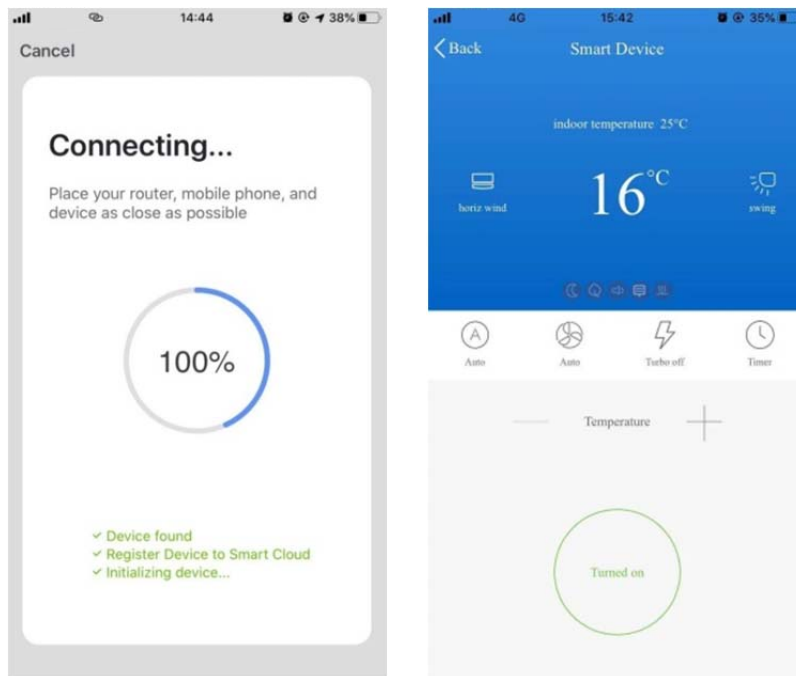 14:44
38%
Cancel
Connecting...
Place your router, mobile phone, and
device as close as possible
100%
Device found
Register Device to Smart Cloud
Initializing device...
4G
15:42
35%
Back
Smart Device
indoor temperature 25°C
16°C
horiz wind
swing
A
Auto
Auto
Turbo off
Timer
Temperature
Turned on